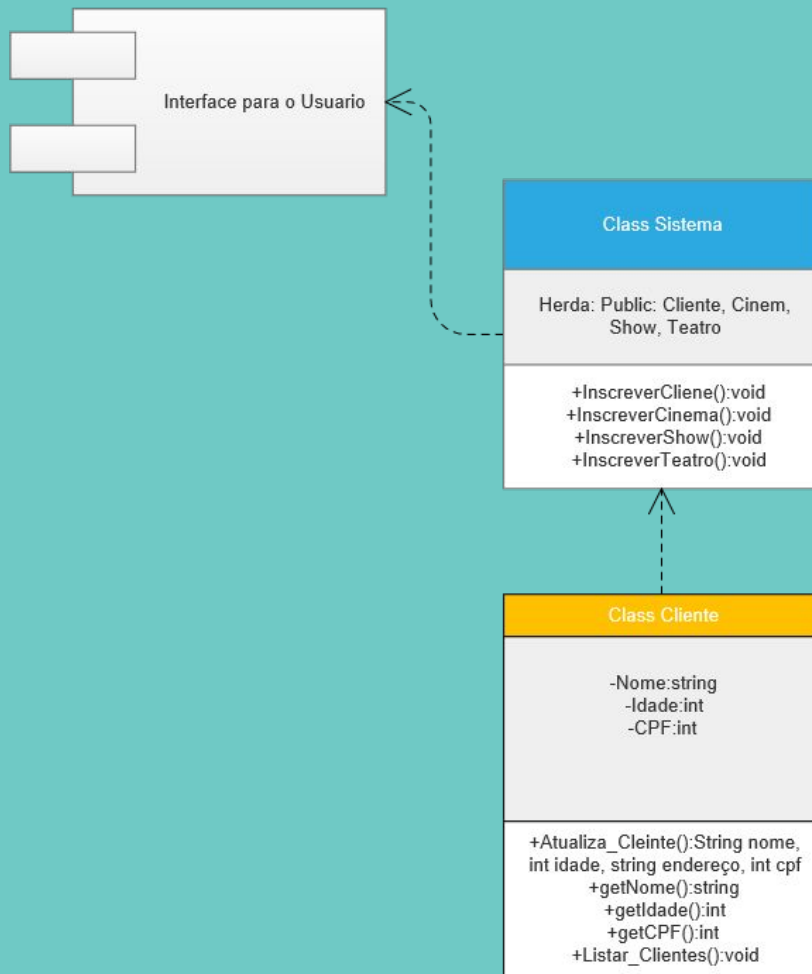 Interface para o Usuario
Class Sistema
Herda: Public: Cliente, Cinem,
Show, Teatro
+InscreverCliene():void
+InscreverCinema():void
+InscreverShow():void
+InscreverTeatro():void
Class Cliente
-Nome:string
-Idade:int
-CPF:int
+Atualiza_Cleinte():String nome,
int idade, string endereço, int cpf
+getNome():string
+getIdade():int
+getCPF():int
+Listar_Clientes():void